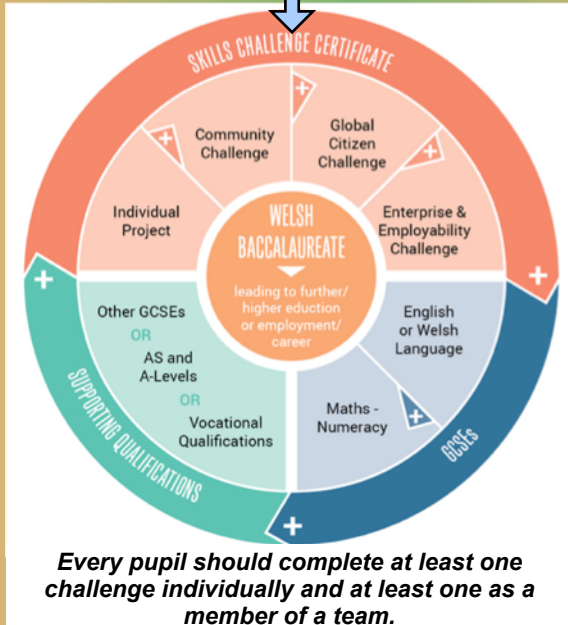 SKILLS CHALLENGE CERTIFICATE
Community
Challenge
Global
Citizen
Challenge
Individual
Project
Enterprise &
Employability
Challenge
WELSH
BACCALAUREATE
leading to further/
higher eduction
or employment/
career
Other GCSEs
OR
AS and
A-Levels
OR
Vocational
Qualifications
English
or Welsh
Language
Maths -
Numeracy
SUPPORTING QUALIFICATIONS
GCSEs
Every pupil should complete at least one
challenge individually and at least one as a
member of a team.